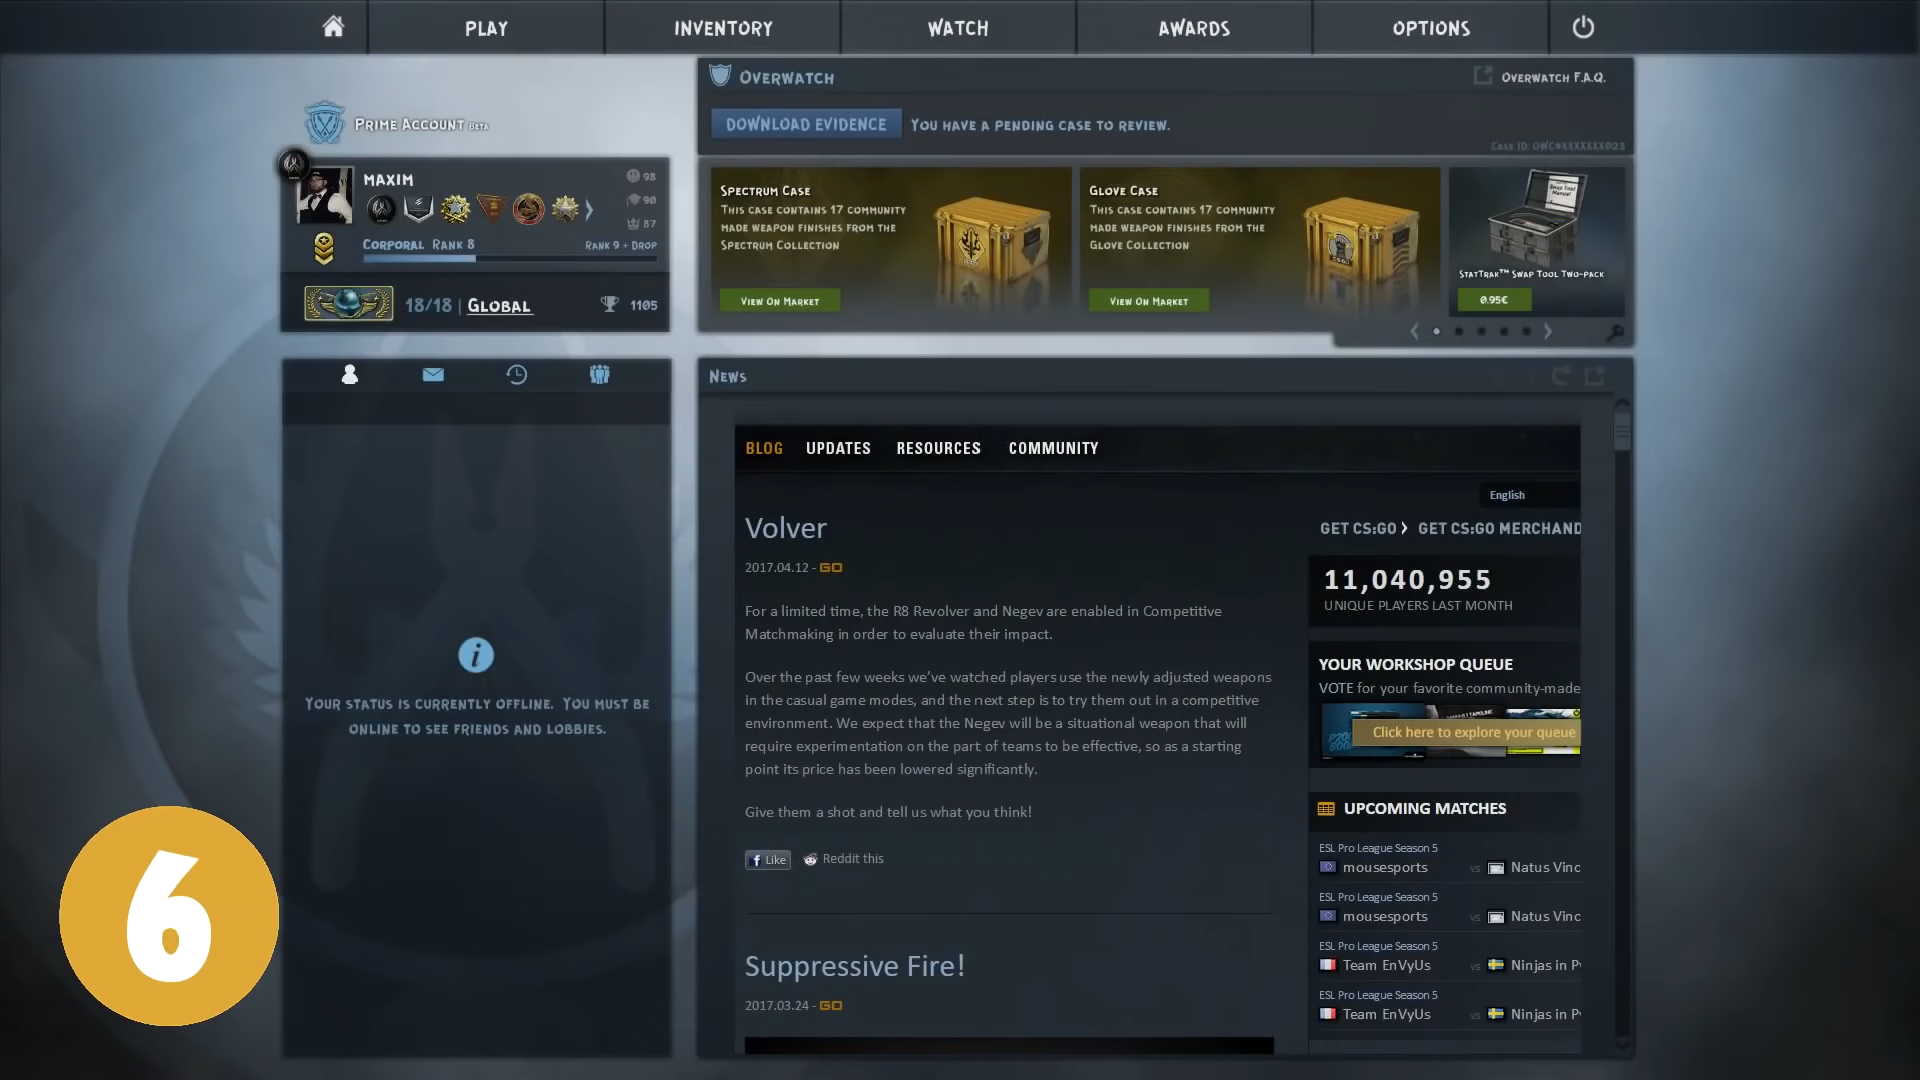 PLAY
INVENTORY
WATCH
AWARDS
OPTIONS
PRIME ACCOUNT BETA
MAXIM
98
90
87
CORPORAL RANK 8
RANK 9 + DROP
18/18 | GLOBAL
1105
OVERWATCH
OVERWATCH F.A.Q.
DOWNLOAD EVIDENCE
YOU HAVE A PENDING CASE TO REVIEW.
CASE ID: OWC#XXXXXXX023
SPECTRUM CASE
THIS CASE CONTAINS 17 COMMUNITY
MADE WEAPON FINISHES FROM THE
SPECTRUM COLLECTION
VIEW ON MARKET
GLOVE CASE
THIS CASE CONTAINS 17 COMMUNITY
MADE WEAPON FINISHES FROM THE
GLOVE COLLECTION
VIEW ON MARKET
Swap Tool
Manual
STATTRAK™ SWAP TOOL TWO-PACK
0.95€
YOUR STATUS IS CURRENTLY OFFLINE. YOU MUST BE
ONLINE TO SEE FRIENDS AND LOBBIES.
6
NEWS
BLOG
UPDATES
RESOURCES
COMMUNITY
English
Volver
2017.04.12 - GO
For a limited time, the R8 Revolver and Negev are enabled in Competitive
Matchmaking in order to evaluate their impact.
Over the past few weeks we've watched players use the newly adjusted weapons
in the casual game modes, and the next step is to try them out in a competitive
environment. We expect that the Negev will be a situational weapon that will
require experimentation on the part of teams to be effective, so as a starting
point its price has been lowered significantly.
Give them a shot and tell us what you think!
Like
Reddit this
Suppressive Fire!
2017.03.24 - GO
GET CS:GO
GET CS:GO MERCHAND
11,040,955
UNIQUE PLAYERS LAST MONTH
YOUR WORKSHOP QUEUE
VOTE for your favorite community-made
Click here to explore your queue
UPCOMING MATCHES
ESL Pro League Season 5
mousesports vs Natus Vinc
ESL Pro League Season 5
mousesports vs Natus Vinc
ESL Pro League Season 5
Team EnVyUs vs Ninjas in P
ESL Pro League Season 5
Team EnVyUs vs Ninjas in P